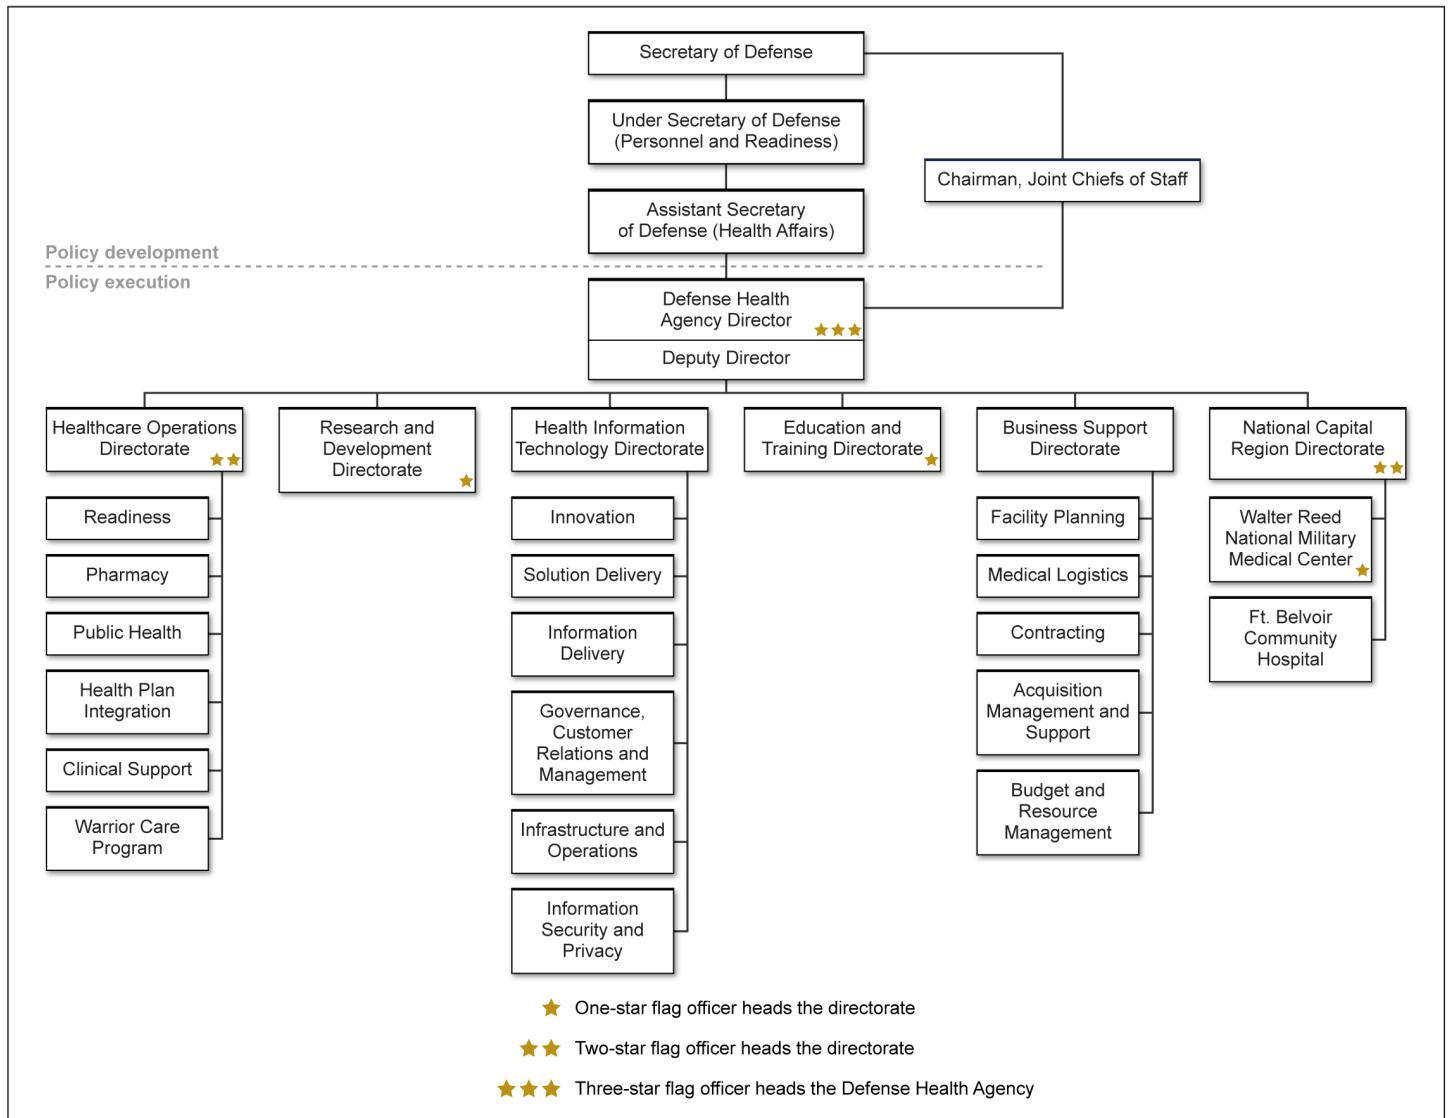 Secretary of Defense
Under Secretary of Defense
(Personnel and Readiness)
Chairman, Joint Chiefs of Staff
Assistant Secretary
of Defense (Health Affairs)
Policy development
Policy execution
Defense Health
Agency Director
Deputy Director
Healthcare Operations
Directorate
Research and
Development
Directorate
Health Information
Technology Directorate
Education and
Training Directorate
Business Support
Directorate
National Capital
Region Directorate
Readiness
Pharmacy
Public Health
Health Plan
Integration
Clinical Support
Warrior Care
Program
Innovation
Solution Delivery
Information
Delivery
Governance,
Customer
Relations and
Management
Infrastructure and
Operations
Information
Security and
Privacy
Facility Planning
Medical Logistics
Contracting
Acquisition
Management and
Support
Budget and
Resource
Management
Walter Reed
National Military
Medical Center
Ft. Belvoir
Community
Hospital
One-star flag officer heads the directorate
Two-star flag officer heads the directorate
Three-star flag officer heads the Defense Health Agency